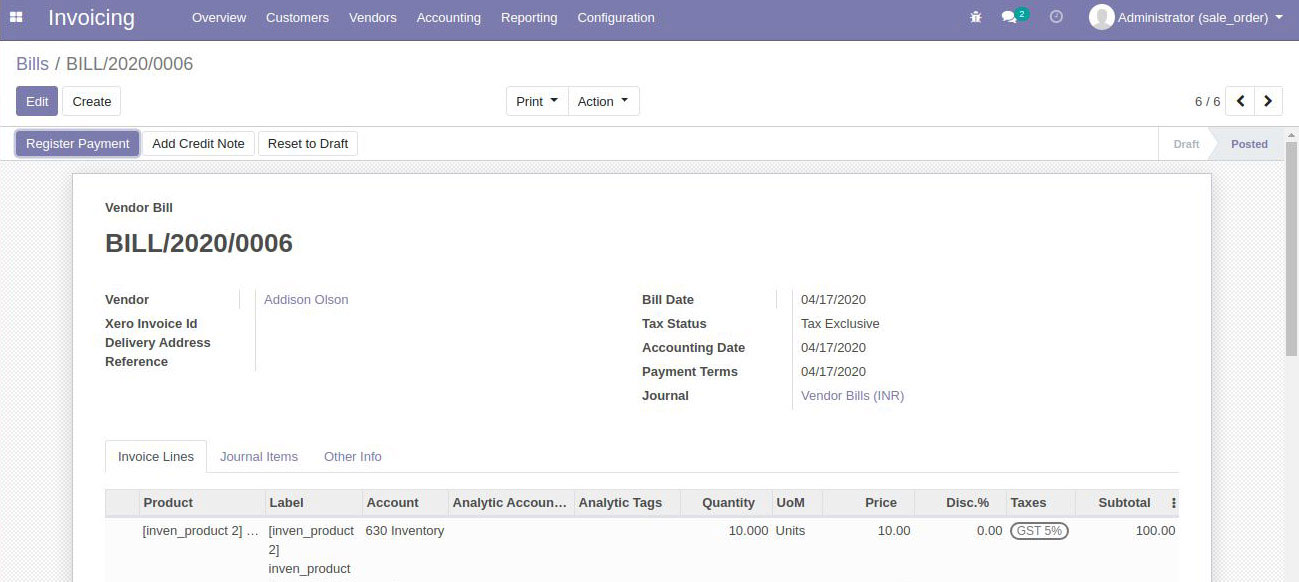 Invoicing Overview Customers Vendors Accounting Reporting Configuration 2 Administrator (sale_order)
Bills / BILL/2020/0006
Edit Create Print Action 6 / 6
Register Payment Add Credit Note Reset to Draft Draft Posted
Vendor Bill
BILL/2020/0006
Vendor Addison Olson Bill Date 04/17/2020
Xero Invoice Id Tax Status Tax Exclusive
Delivery Address Accounting Date 04/17/2020
Reference Payment Terms 04/17/2020
Journal Vendor Bills (INR)
Invoice Lines Journal Items Other Info
Product Label Account Analytic Accoun… Analytic Tags Quantity UoM Price Disc.% Taxes Subtotal
[inven_product 2] … [inven_product 630 Inventory 10.000 Units 10.00 0.00 GST 5% 100.00
2]
inven_product